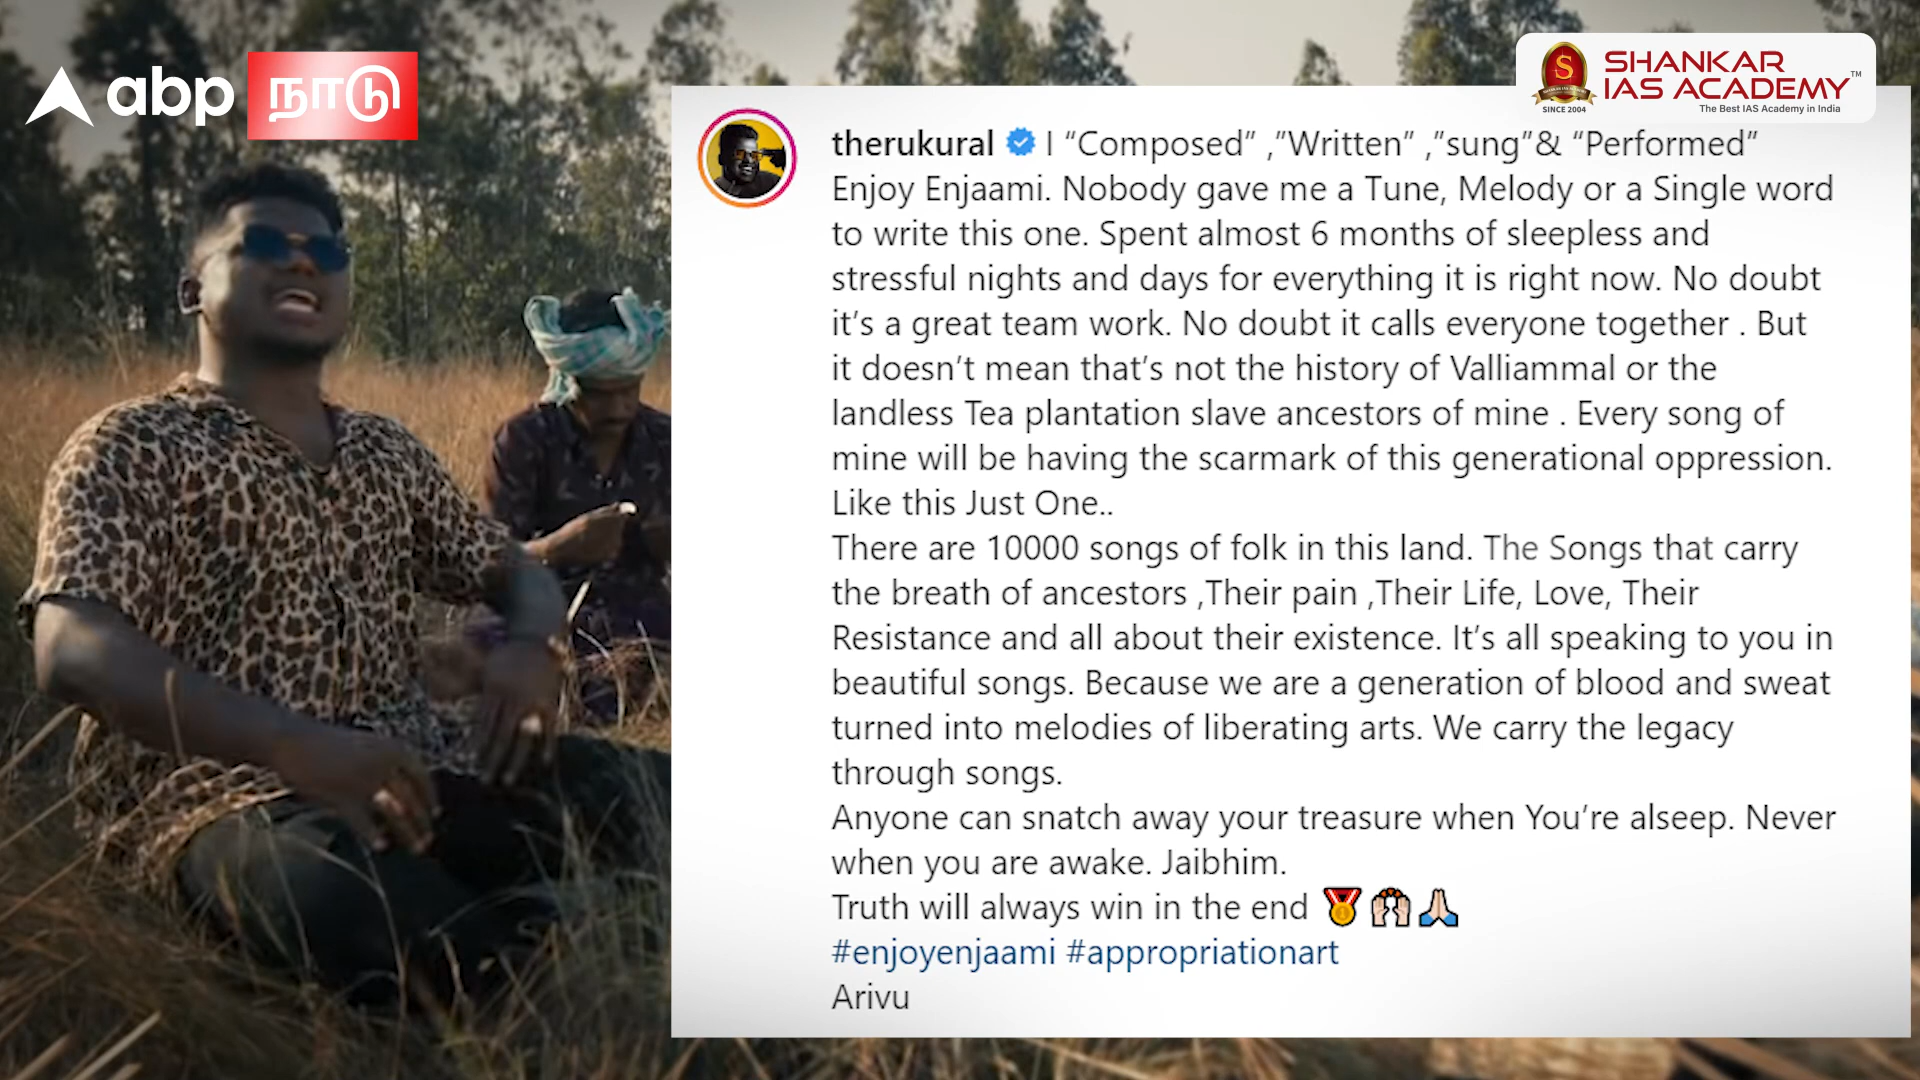 abp நாடு
S
SINCE 2004
SHANKAR
IAS ACADEMY™
The Best IAS Academy in India
therukural I “Composed” ,”Written” ,”sung”& “Performed”
Enjoy Enjaami. Nobody gave me a Tune, Melody or a Single word
to write this one. Spent almost 6 months of sleepless and
stressful nights and days for everything it is right now. No doubt
it’s a great team work. No doubt it calls everyone together . But
it doesn’t mean that’s not the history of Valliammal or the
landless Tea plantation slave ancestors of mine . Every song of
mine will be having the scarmark of this generational oppression.
Like this Just One..
There are 10000 songs of folk in this land. The Songs that carry
the breath of ancestors ,Their pain ,Their Life, Love, Their
Resistance and all about their existence. It’s all speaking to you in
beautiful songs. Because we are a generation of blood and sweat
turned into melodies of liberating arts. We carry the legacy
through songs.
Anyone can snatch away your treasure when You’re alseep. Never
when you are awake. Jaibhim.
Truth will always win in the end 🏅🙌🏻🙏🏻
#enjoyenjaami #appropriationart
Arivu